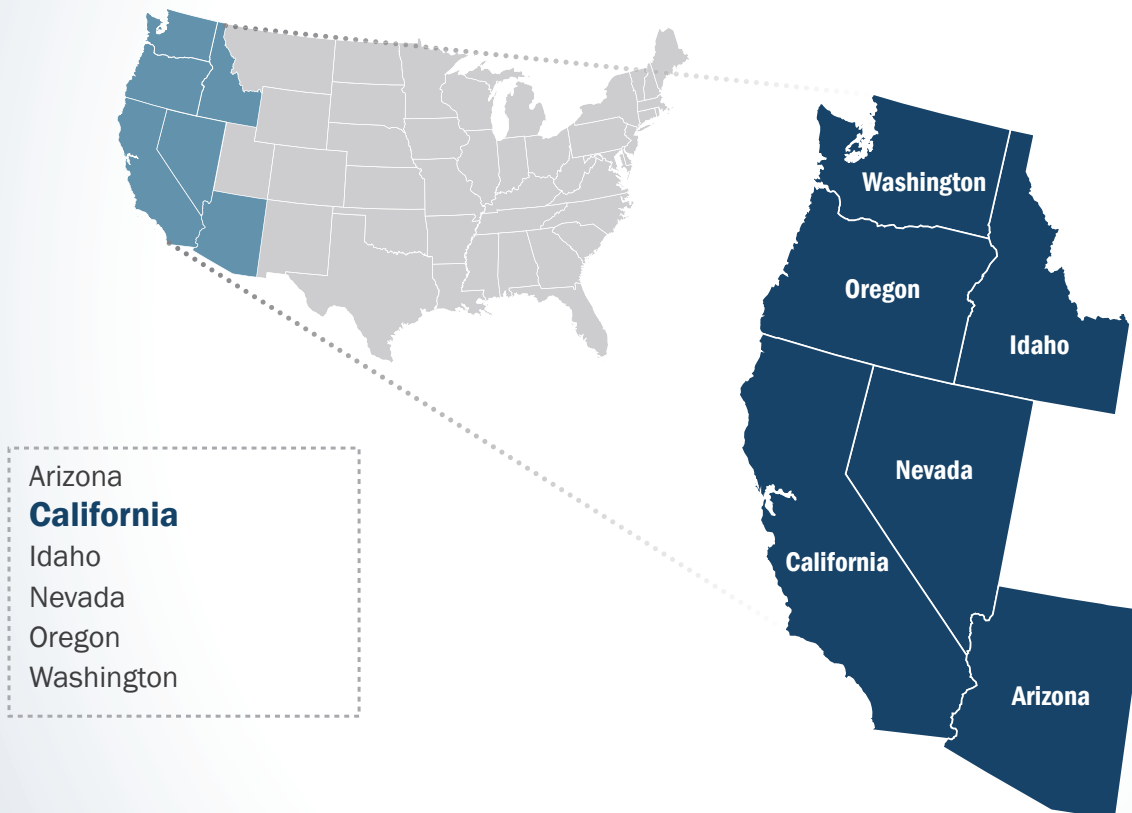 Washington
Oregon
Idaho
Nevada
California
Arizona
Arizona
California
Idaho
Nevada
Oregon
Washington